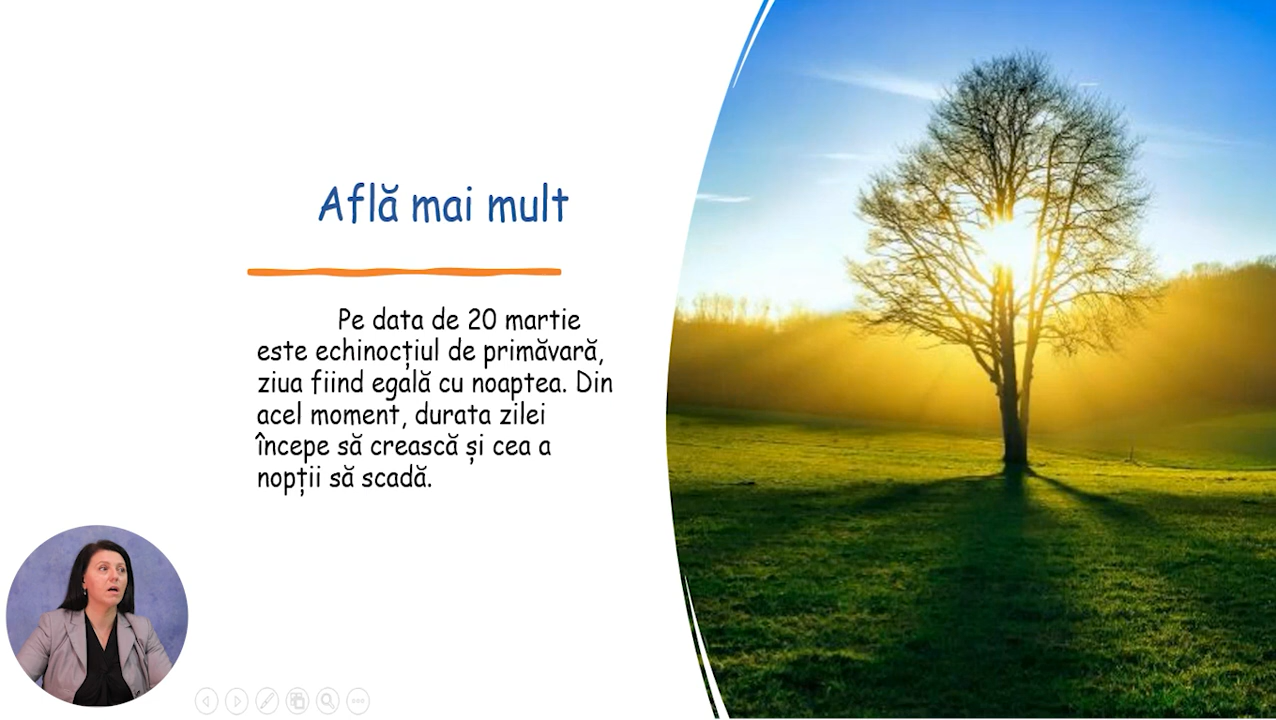 Află mai mult
Pe data de 20 martie
este echinocțiul de primăvară,
ziua fiind egală cu noaptea. Din
acel moment, durata zilei
începe să crească și cea a
nopții să scadă.